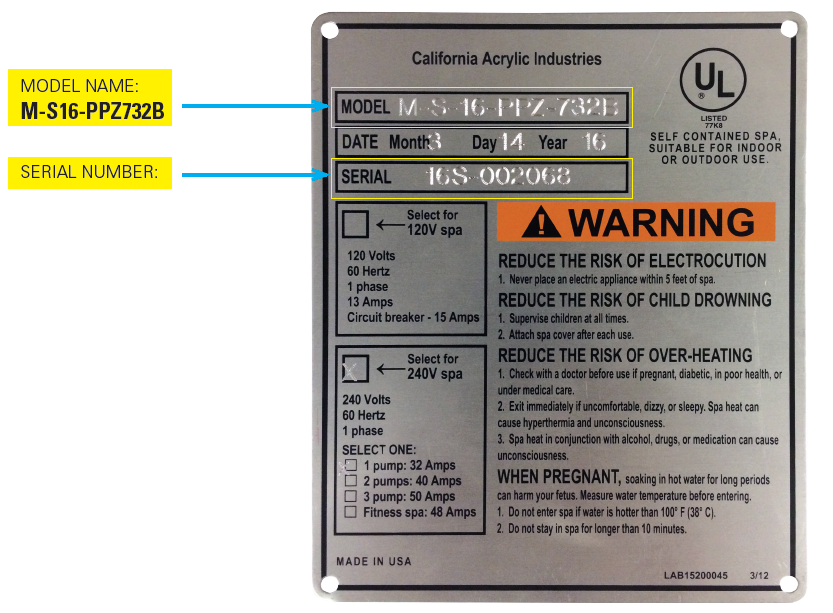 MODEL NAME:
M-S16-PPZ732B
SERIAL NUMBER:
California Acrylic Industries
MODEL M-S-16-PPZ-732B
DATE Month 3 Day 14 Year 16
SERIAL 16S-002068
UL
®
LISTED
77K8
SELF CONTAINED SPA,
SUITABLE FOR INDOOR
OR OUTDOOR USE.
Select for
120V spa
120 Volts
60 Hertz
1 phase
13 Amps
Circuit breaker - 15 Amps
X
Select for
240V spa
240 Volts
60 Hertz
1 phase
SELECT ONE:
1 pump: 32 Amps
2 pumps: 40 Amps
3 pump: 50 Amps
Fitness spa: 48 Amps
WARNING
REDUCE THE RISK OF ELECTROCUTION
1. Never place an electric appliance within 5 feet of spa.
REDUCE THE RISK OF CHILD DROWNING
1. Supervise children at all times.
2. Attach spa cover after each use.
REDUCE THE RISK OF OVER-HEATING
1. Check with a doctor before use if pregnant, diabetic, in poor health, or
under medical care.
2. Exit immediately if uncomfortable, dizzy, or sleepy. Spa heat can
cause hyperthermia and unconsciousness.
3. Spa heat in conjunction with alcohol, drugs, or medication can cause
unconsciousness.
WHEN PREGNANT, soaking in hot water for long periods
can harm your fetus. Measure water temperature before entering.
1. Do not enter spa if water is hotter than 100° F (38° C).
2. Do not stay in spa for longer than 10 minutes.
MADE IN USA
LAB15200045 3/12